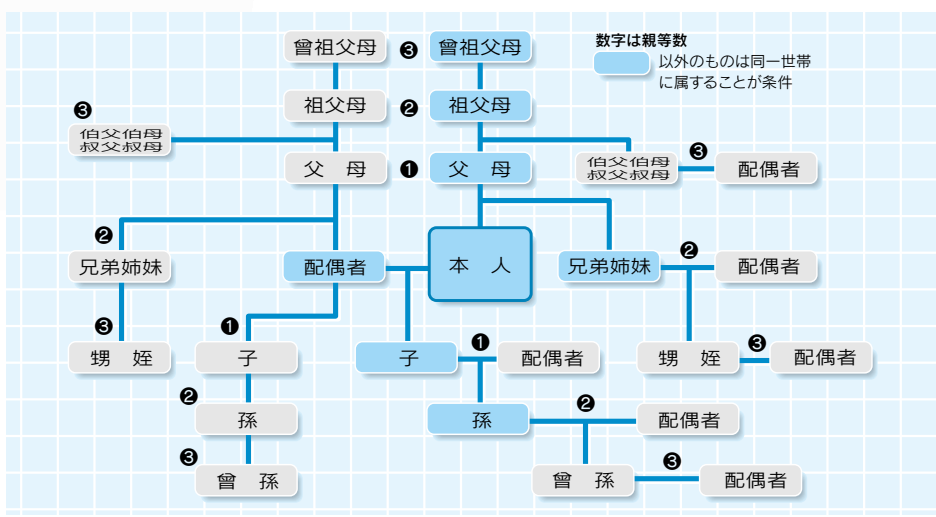 数字は親等数
以外のものは同一世帯
に属することが条件
曾祖父母
❸
曾祖父母
祖父母
❷
祖父母
❸
伯父伯母
叔父叔母
父 母
❶
父 母
伯父伯母
叔父叔母
❸
配偶者
❷
兄弟姉妹
配偶者
本 人
兄弟姉妹
❷
配偶者
❸
甥 姪
❶
子
子
❶
配偶者
甥 姪
❸
配偶者
❷
孫
孫
❷
配偶者
❸
曾 孫
曾 孫
❸
配偶者